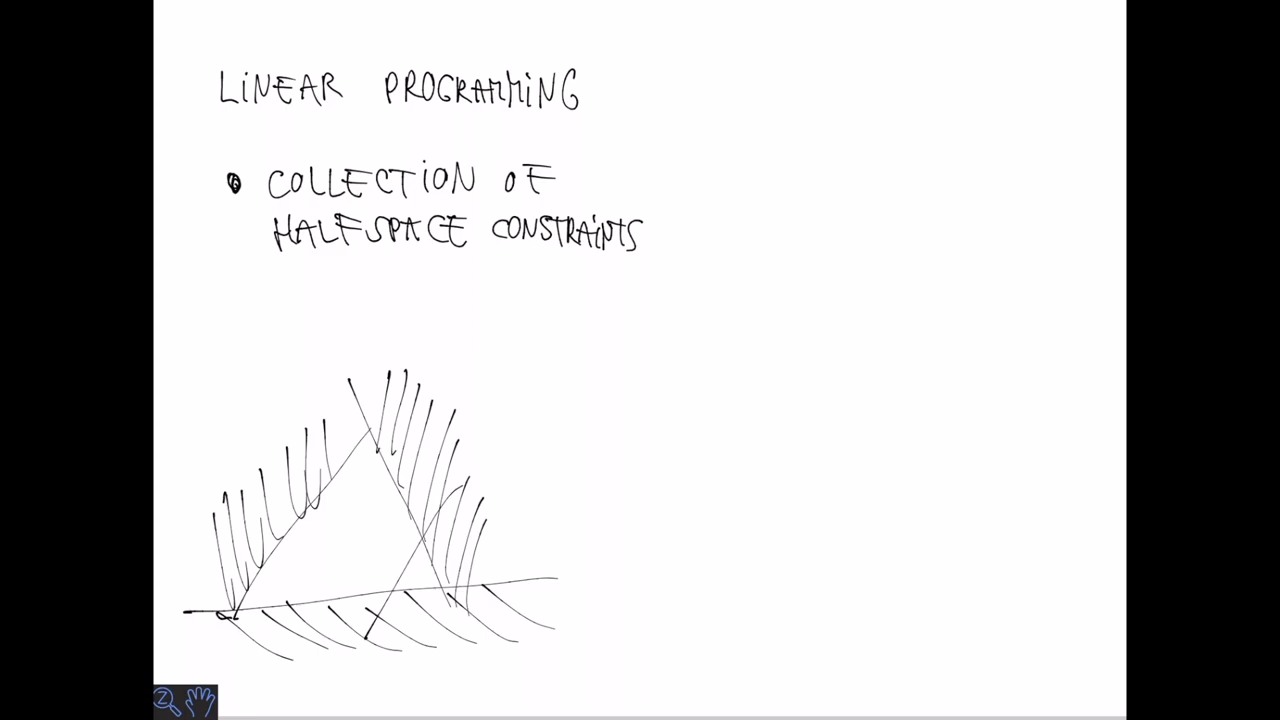 LINEAR PROGRAMMING
• COLLECTION OF
HALFSPACE CONSTRAINTS